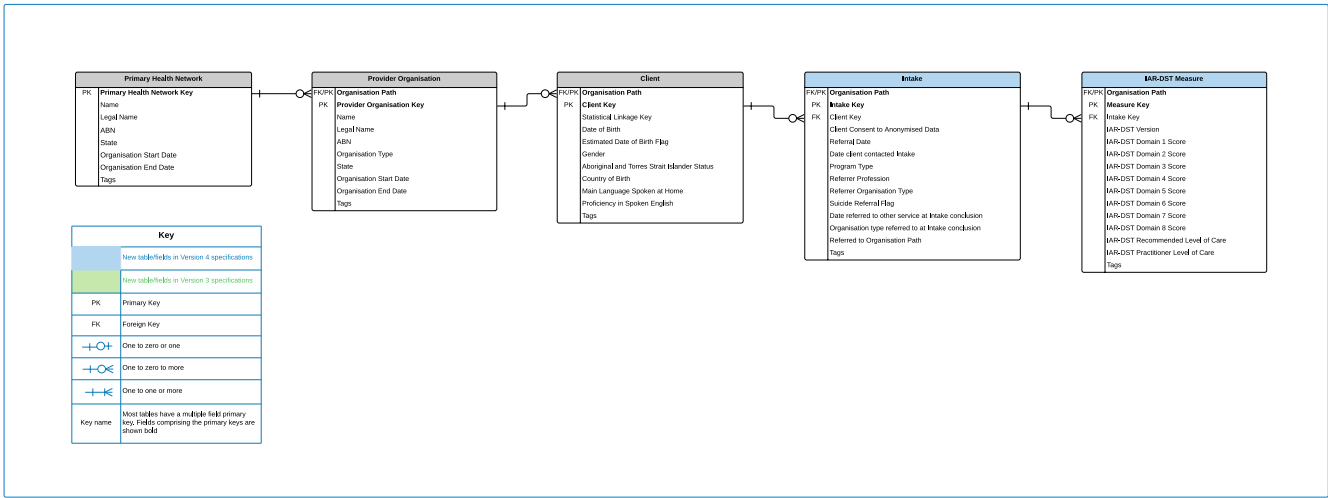 Primary Health Network
PK Primary Health Network Key
Name
Legal Name
ABN
State
Organisation Start Date
Organisation End Date
Tags
Provider Organisation
FK/PK Organisation Path
PK Provider Organisation Key
Name
Legal Name
ABN
Organisation Type
State
Organisation Start Date
Organisation End Date
Tags
Client
FK/PK Organisation Path
PK Client Key
Statistical Linkage Key
Date of Birth
Estimated Date of Birth Flag
Gender
Aboriginal and Torres Strait Islander Status
Country of Birth
Main Language Spoken at Home
Proficiency in Spoken English
Tags
Intake
FK/PK Organisation Path
PK Intake Key
FK Client Key
Client Consent to Anonymised Data
Referral Date
Date client contacted Intake
Program Type
Referrer Profession
Referrer Organisation Type
Suicide Referral Flag
Date referred to other service at Intake conclusion
Organisation type referred to at Intake conclusion
Referred to Organisation Path
Tags
IAR-DST Measure
FK/PK Organisation Path
PK Measure Key
FK Intake Key
IAR-DST Version
IAR-DST Domain 1 Score
IAR-DST Domain 2 Score
IAR-DST Domain 3 Score
IAR-DST Domain 4 Score
IAR-DST Domain 5 Score
IAR-DST Domain 6 Score
IAR-DST Domain 7 Score
IAR-DST Domain 8 Score
IAR-DST Recommended Level of Care
IAR-DST Practitioner Level of Care
Tags
Key
New table/fields in Version 4 specifications
New table/fields in Version 3 specifications
PK Primary Key
FK Foreign Key
One to zero or one
One to zero to more
One to one or more
Key name Most tables have a multiple field primary
key. Fields comprising the primary keys are
shown bold